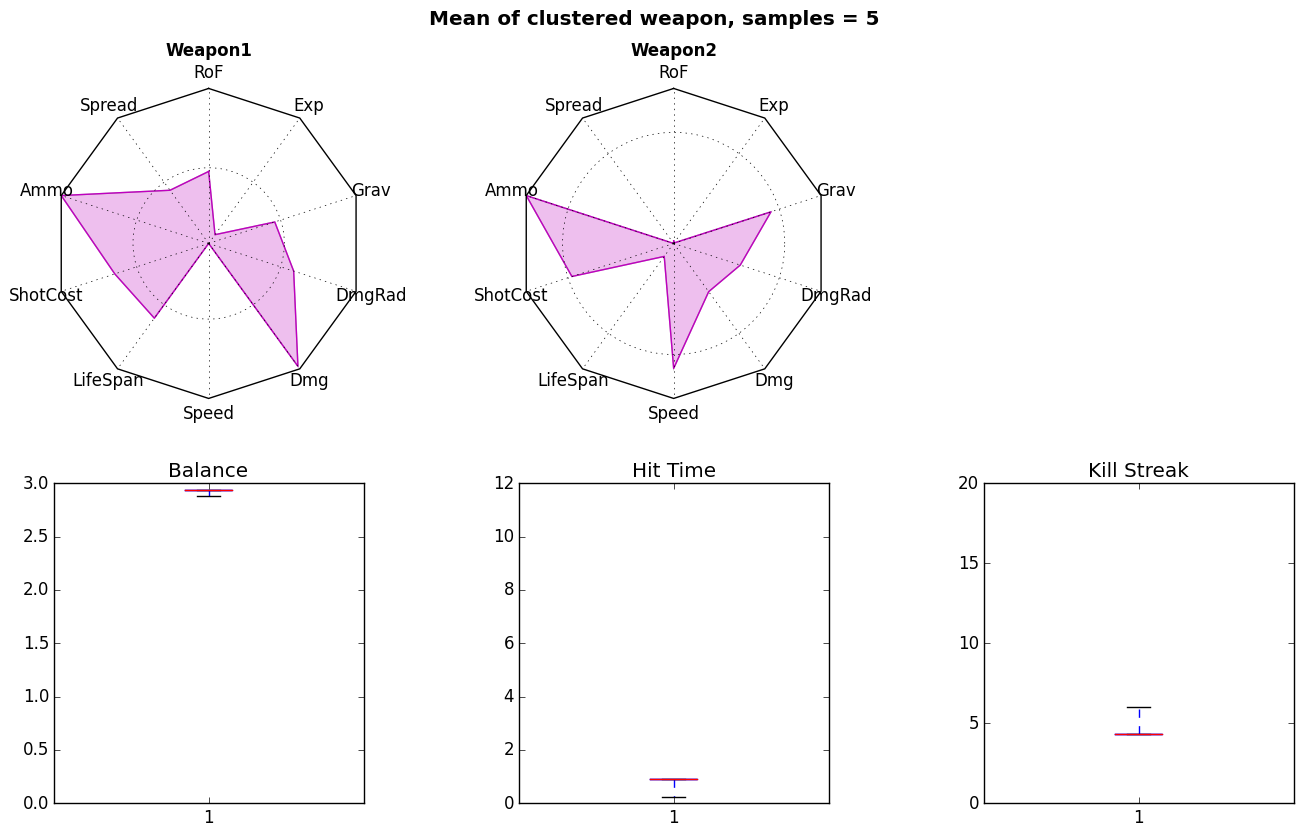 Mean of clustered weapon, samples = 5
Weapon1
RoF
Spread
Exp
Ammo
Grav
ShotCost
DmgRad
LifeSpan
Dmg
Speed
Weapon2
RoF
Spread
Exp
Ammo
Grav
ShotCost
DmgRad
LifeSpan
Dmg
Speed
Balance
3.0
2.5
2.0
1.5
1.0
0.5
0.0
1
Hit Time
12
10
8
6
4
2
0
1
Kill Streak
20
15
10
5
0
1